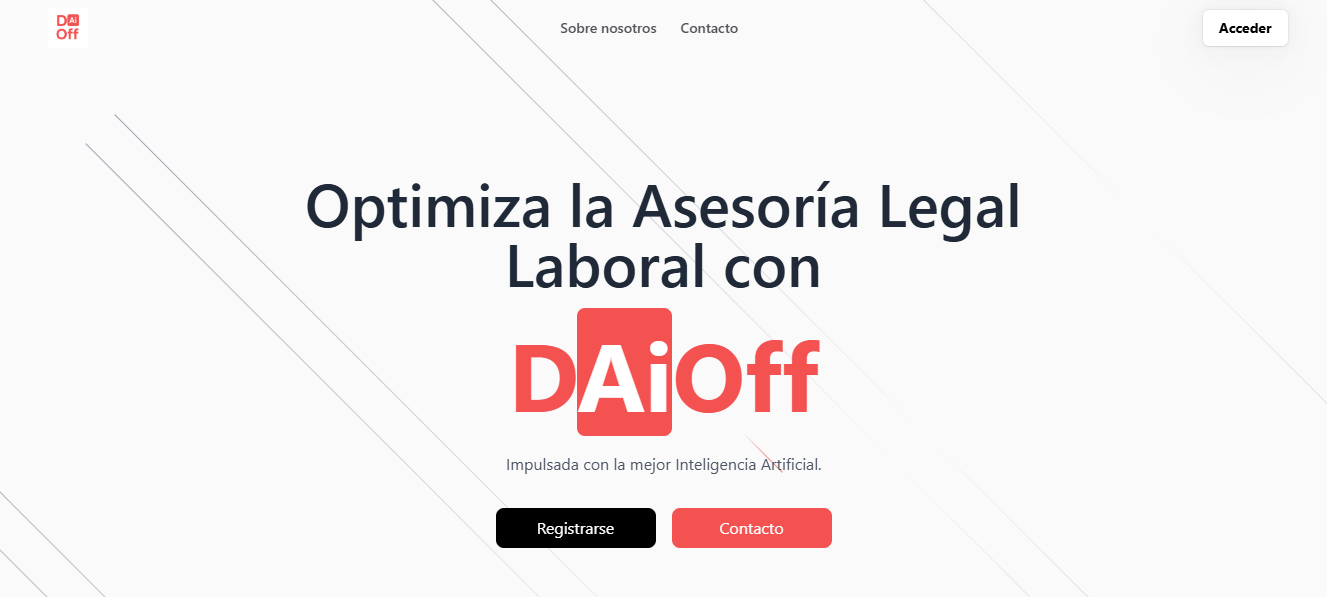 DAi
Off
Sobre nosotros
Contacto
Acceder
Optimiza la Asesoría Legal
Laboral con
DAiOff
Impulsada con la mejor Inteligencia Artificial.
Registrarse
Contacto